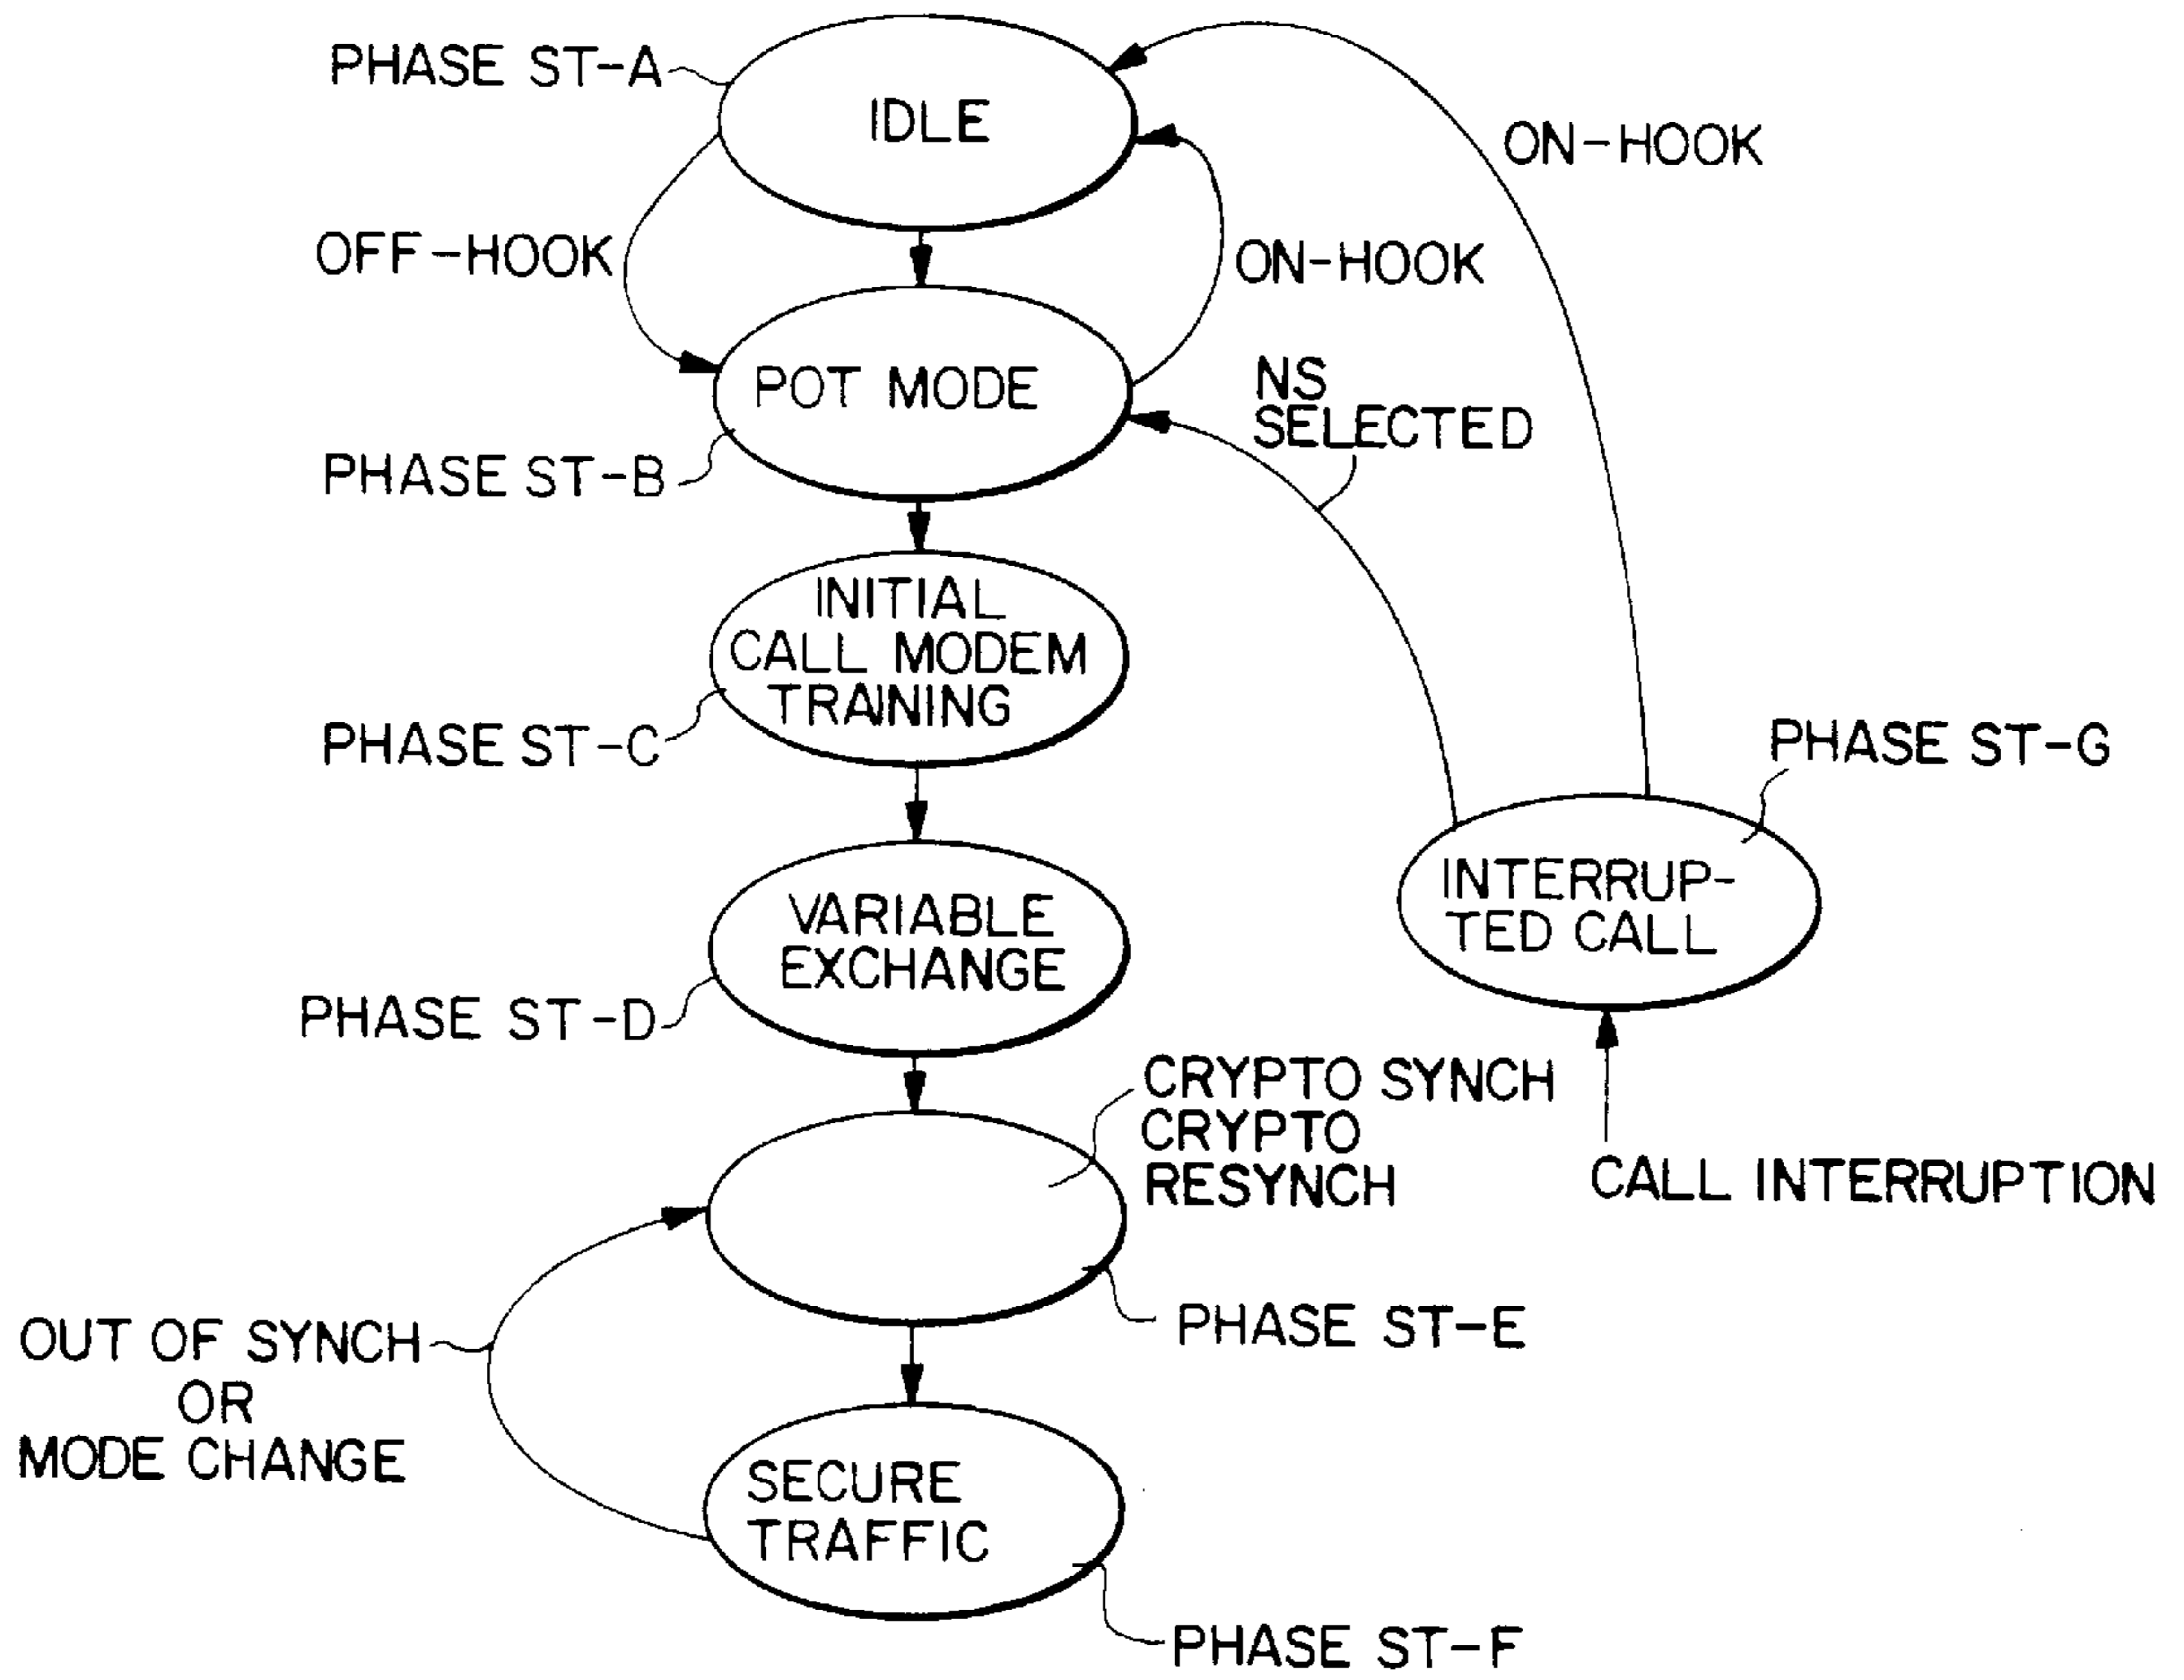 PHASE ST-A
IDLE
ON-HOOK
OFF-HOOK
ON-HOOK
POT MODE
NS
SELECTED
PHASE ST-B
INITIAL
CALL MODEM
TRAINING
PHASE ST-C
PHASE ST-G
VARIABLE
EXCHANGE
INTERRUP-
TED CALL
PHASE ST-D
CRYPTO SYNCH
CRYPTO
RESYNCH
CALL INTERRUPTION
PHASE ST-E
OUT OF SYNCH
OR
MODE CHANGE
SECURE
TRAFFIC
PHASE ST-F